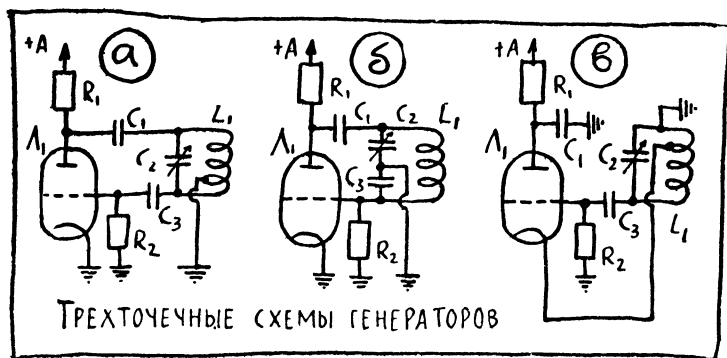 +A а +A б +A в
R₁ R₁ R₁
C₁ L₁ C₁ C₂ L₁ C₁ C₂
Л₁ C₂ Л₁ Л₁
C₃ C₃ C₃ L₁
R₂ R₂ R₂
ТРЕХТОЧЕЧНЫЕ СХЕМЫ ГЕНЕРАТОРОВ